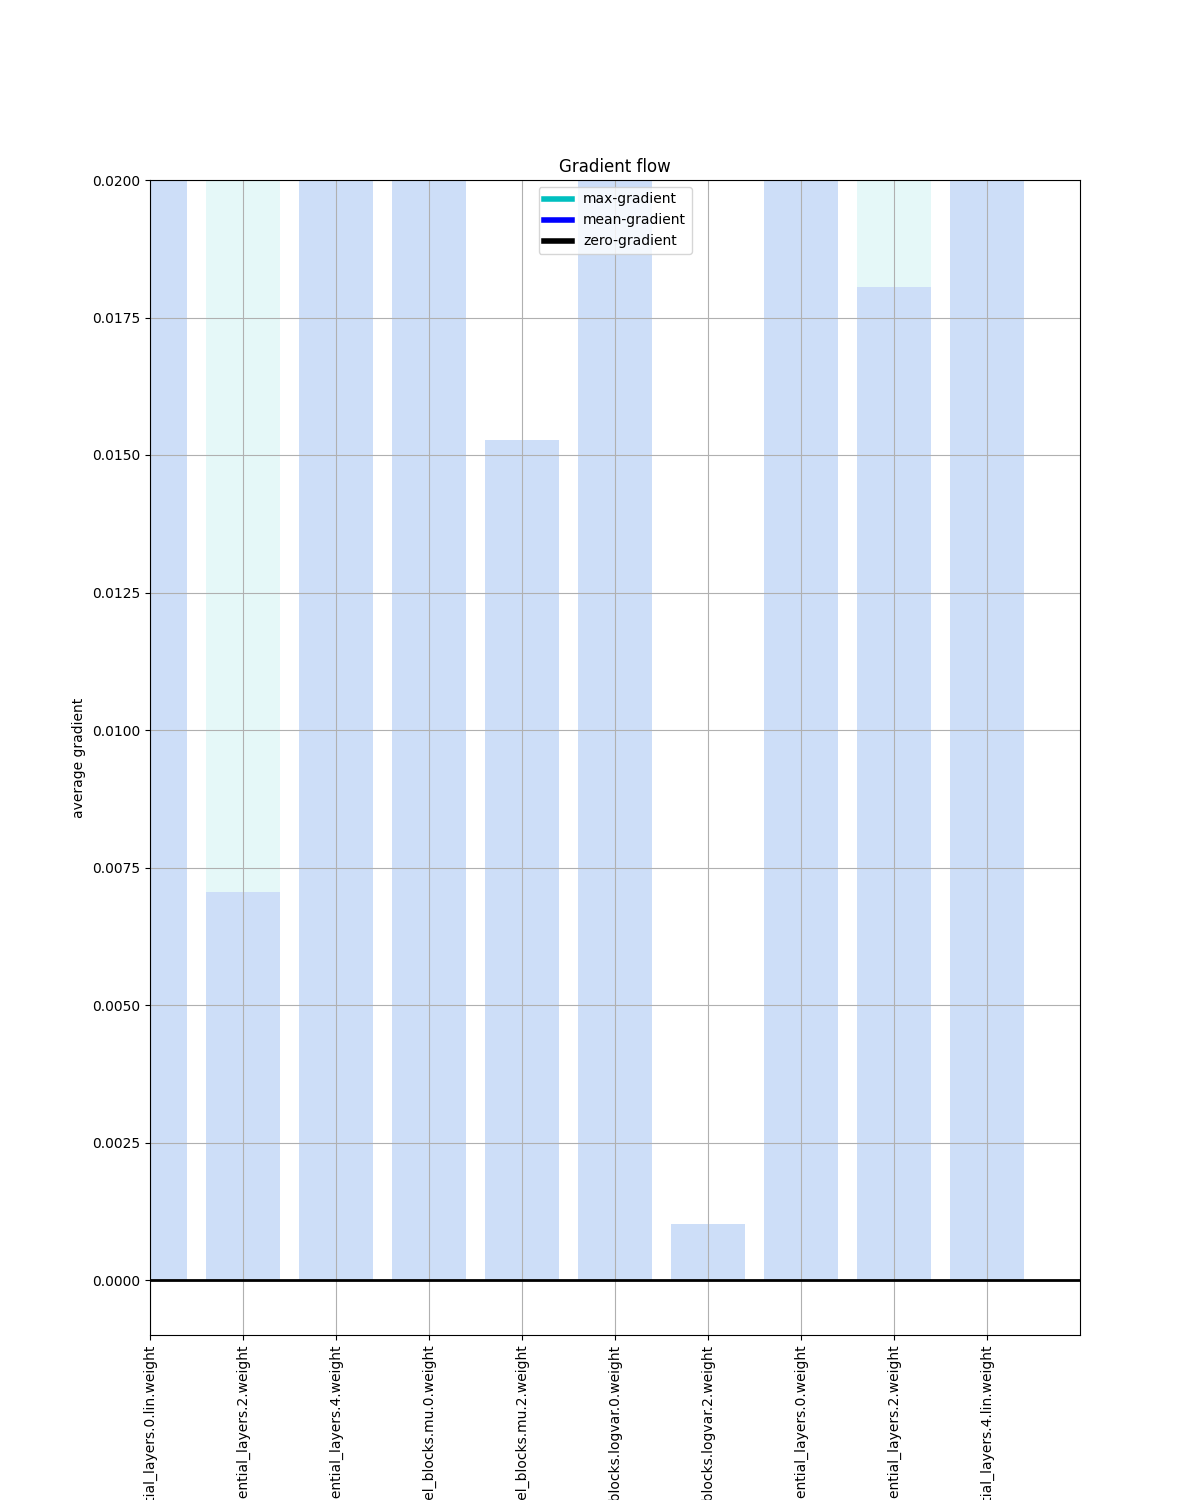 Gradient flow
max-gradient
mean-gradient
zero-gradient
0.0200
0.0175
0.0150
0.0125
0.0100
0.0075
0.0050
0.0025
0.0000
average gradient
tial_layers.0.lin.weight
ential_layers.2.weight
ential_layers.4.weight
el_blocks.mu.0.weight
el_blocks.mu.2.weight
blocks.logvar.0.weight
blocks.logvar.2.weight
ential_layers.0.weight
ential_layers.2.weight
tial_layers.4.lin.weight